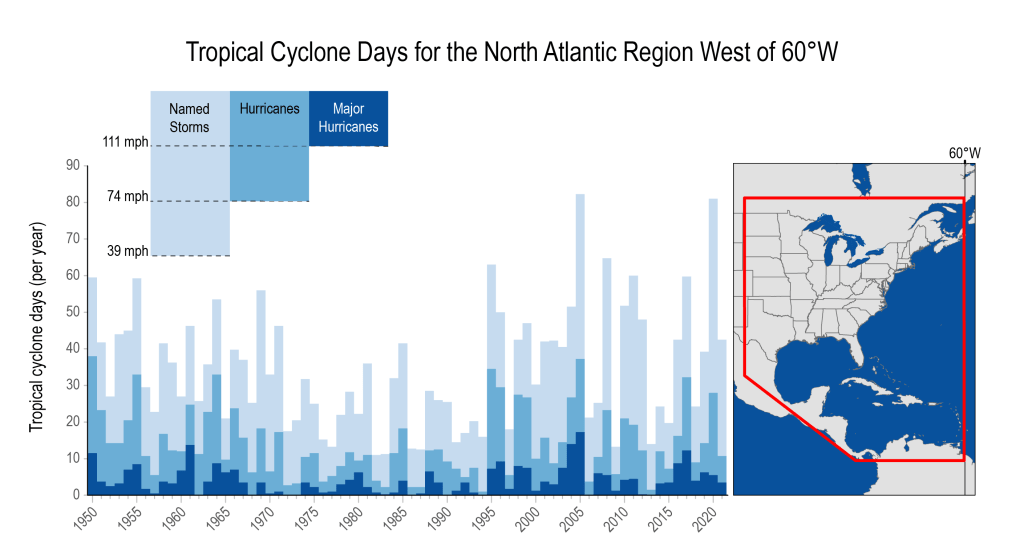 Tropical Cyclone Days for the North Atlantic Region West of 60°W
Named
Storms
Hurricanes
Major
Hurricanes
111 mph
74 mph
39 mph
60°W
Tropical cyclone days (per year)
90
80
70
60
50
40
30
20
10
0
1950
1955
1960
1965
1970
1975
1980
1985
1990
1995
2000
2005
2010
2015
2020